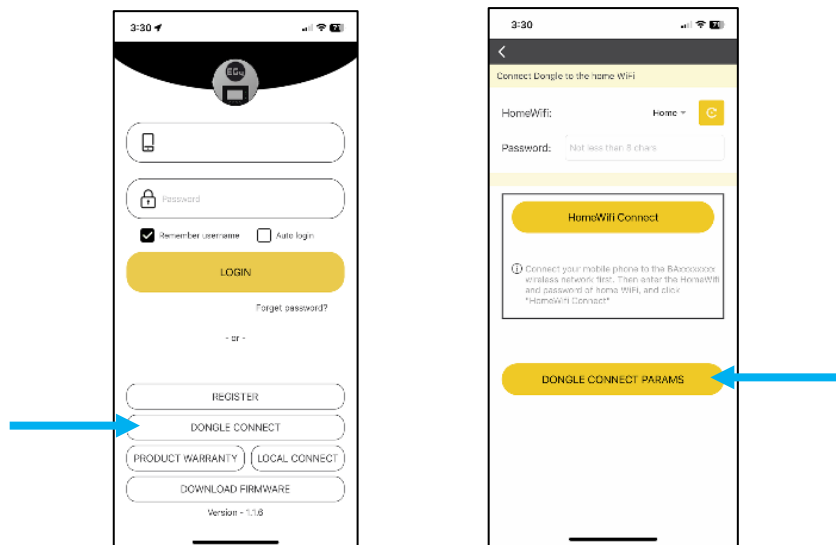 3:30
EG4
Password
Remember username
Auto login
LOGIN
Forget password?
- or -
REGISTER
DONGLE CONNECT
PRODUCT WARRANTY
LOCAL CONNECT
DOWNLOAD FIRMWARE
Version - 1.1.6
3:30
Connect Dongle to the home WiFi
HomeWifi:
Home
Password:
Not less than 8 chars
HomeWifi Connect
Connect your mobile phone to the BAxxxxxxxx
wireless network first. Then enter the HomeWifi
and password of home WiFi, and click
"HomeWifi Connect"
DONGLE CONNECT PARAMS